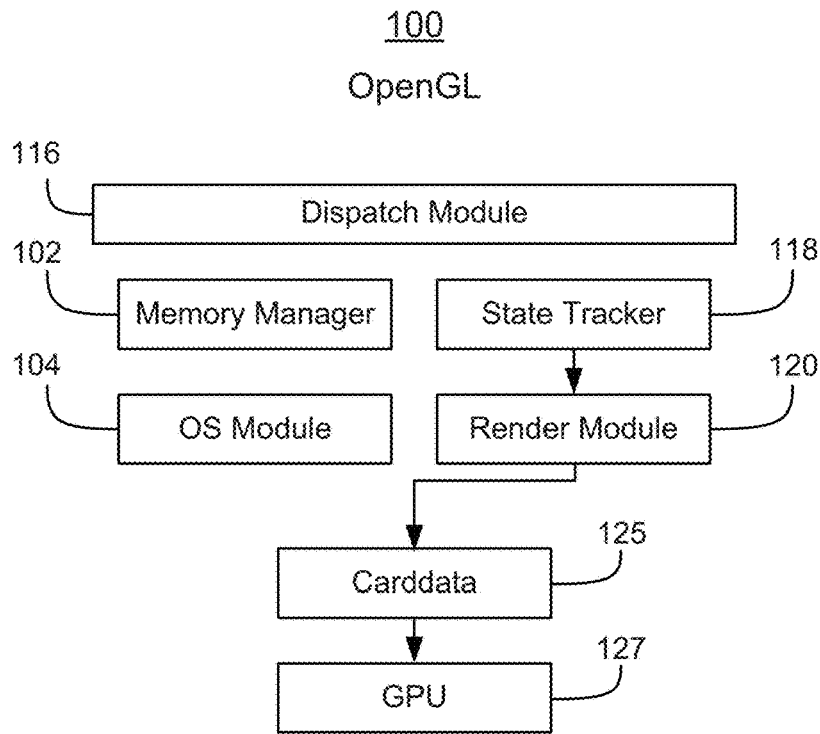 100
OpenGL
116
Dispatch Module
102
118
Memory Manager
State Tracker
104
120
OS Module
Render Module
125
Carddata
127
GPU